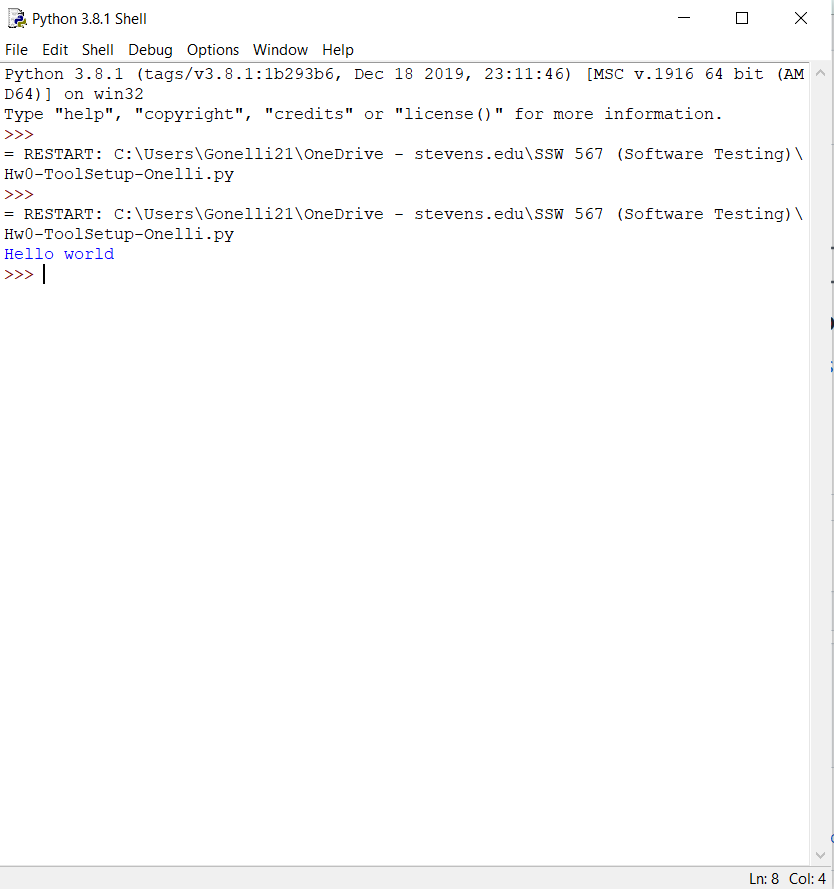 Python 3.8.1 Shell
File Edit Shell Debug Options Window Help
Python 3.8.1 (tags/v3.8.1:1b293b6, Dec 18 2019, 23:11:46) [MSC v.1916 64 bit (AM
D64)] on win32
Type "help", "copyright", "credits" or "license()" for more information.
>>>
= RESTART: C:\Users\Gonelli21\OneDrive - stevens.edu\SSW 567 (Software Testing)\
Hw0-ToolSetup-Onelli.py
>>>
= RESTART: C:\Users\Gonelli21\OneDrive - stevens.edu\SSW 567 (Software Testing)\
Hw0-ToolSetup-Onelli.py
Hello world
>>>
Ln: 8 Col: 4